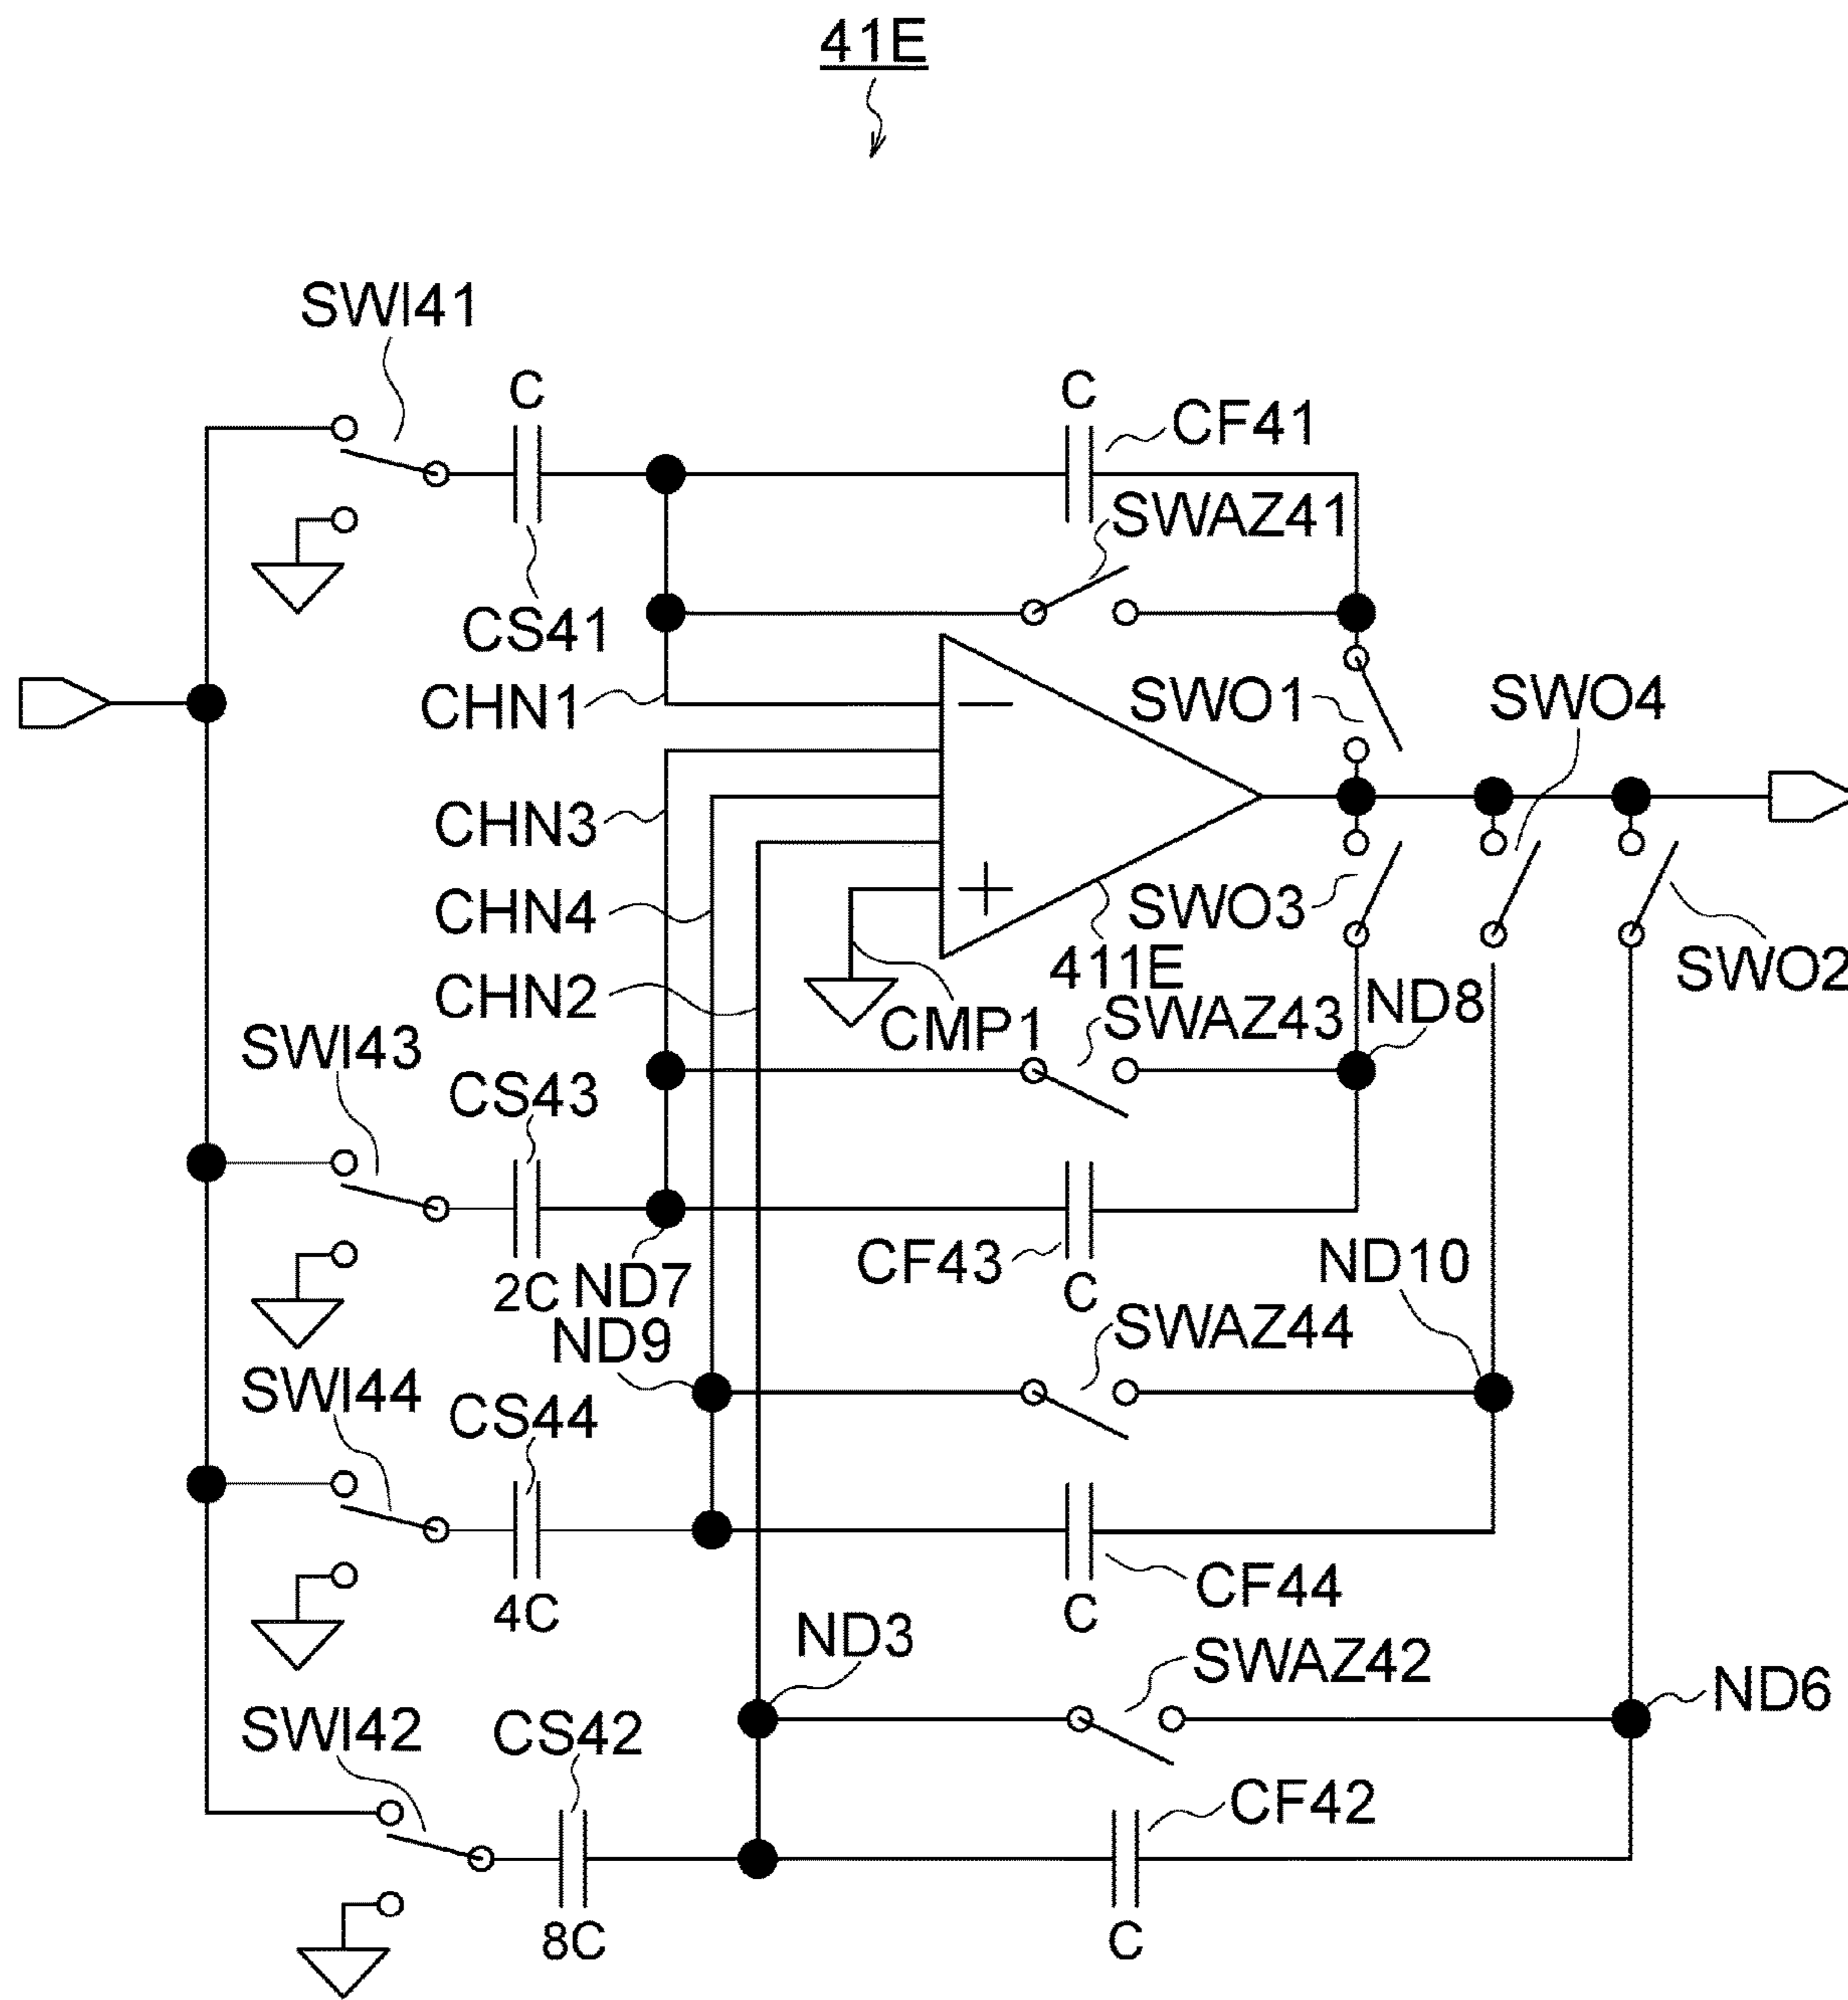 41E
SWI41
C
C
CF41
SWAZ41
CS41
CHN1
SWO1
SWO4
CHN3
CHN4
SWO3
411E
SWO2
CHN2
CMP1
SWAZ43
ND8
SWI43
CS43
CF43
ND10
2C
ND7
C
ND9
SWAZ44
SWI44
CS44
CF44
4C
C
ND3
SWAZ42
ND6
SWI42
CS42
CF42
8C
C